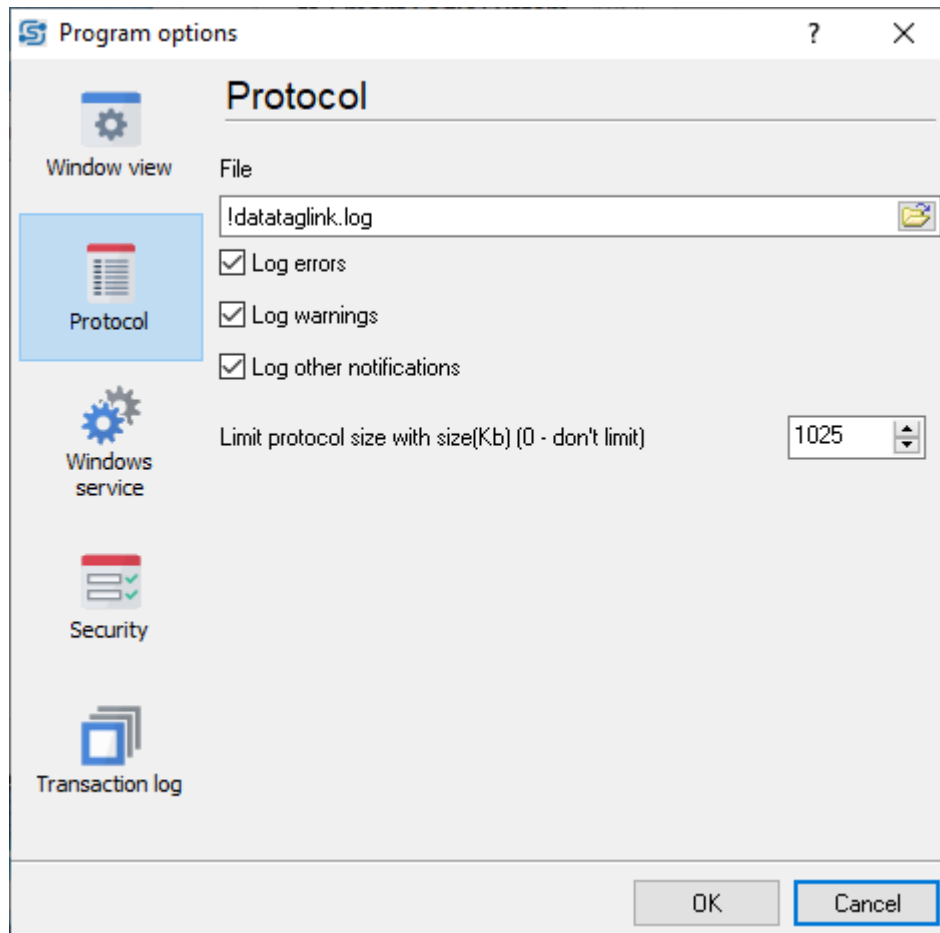 Program options
?
Protocol
Window view
File
!datataglink.log
Log errors
Protocol
Log warnings
Log other notifications
Windows
service
Limit protocol size with size(Kb) (0 - don't limit)
1025
Security
Transaction log
OK
Cancel